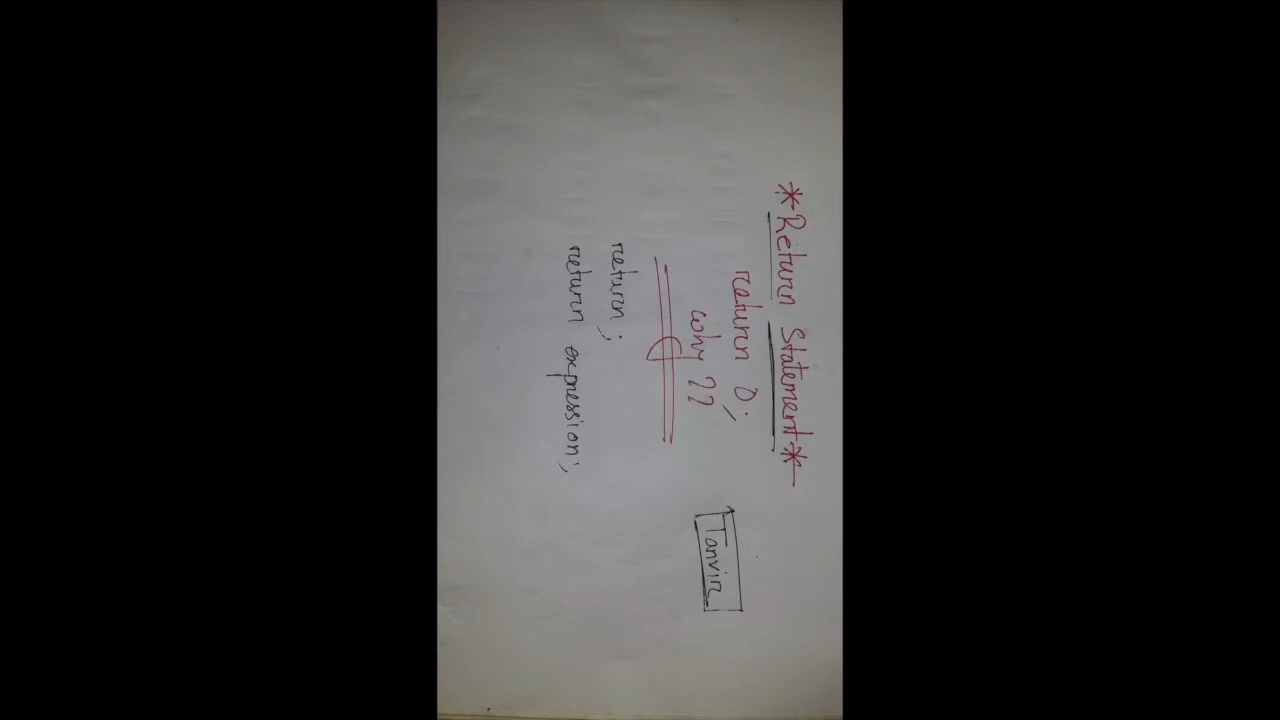 *Return Statement*
return 0;
why ??
Tanvir
return;
return expression;